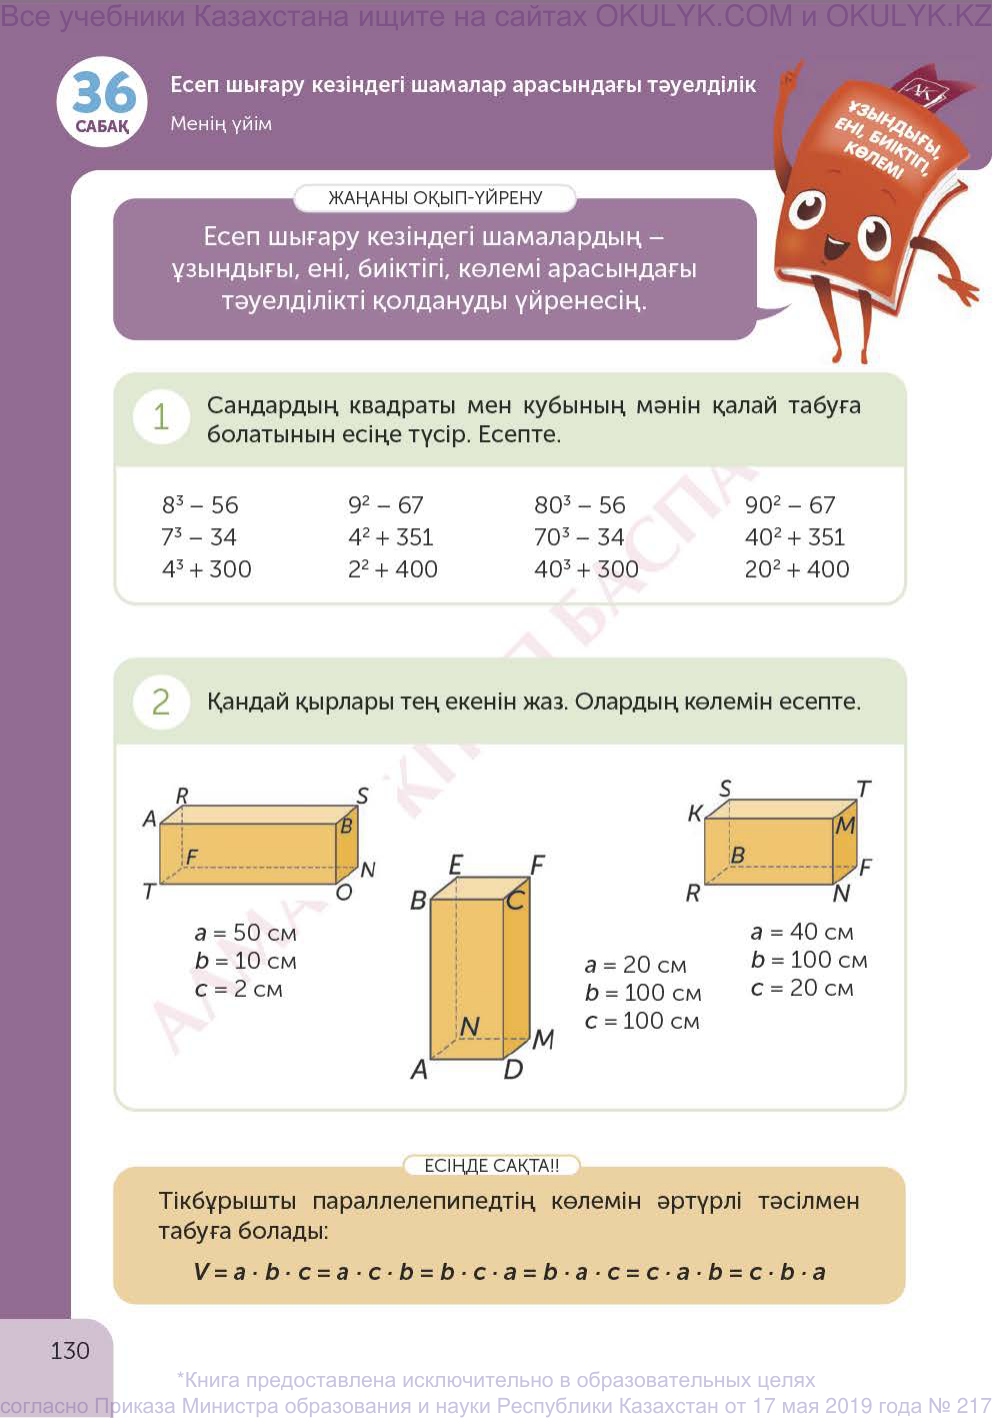 Все учебники Казахстана ищите на сайтах OKULYK.COM и OKULYK.KZ
36
САБАҚ
Есеп шығару кезіндегі шамалар арасындағы тәуелділік
Менің үйім
АК
ҰЗЫНДЫҒЫ,
ЕНІ, БИІКТІГІ,
КӨЛЕМІ
ЖАҢАНЫ ОҚЫП-ҮЙРЕНУ
Есеп шығару кезіндегі шамалардың –
ұзындығы, ені, биіктігі, көлемі арасындағы
тәуелділікті қолдануды үйренесің.
1
Сандардың квадраты мен кубының мәнін қалай табуға
болатынын есіңе түсір. Есепте.
8³ – 56 9² – 67 80³ – 56 90² – 67
7³ – 34 4² + 351 70³ – 34 40² + 351
4³ + 300 2² + 400 40³ + 300 20² + 400
2
Қандай қырлары тең екенін жаз. Олардың көлемін есепте.
R S
A B
F N
T O
a = 50 см
b = 10 см
c = 2 см
E F
B C
N M
A D
a = 20 см
b = 100 см
c = 100 см
S T
K M
B F
R N
a = 40 см
b = 100 см
c = 20 см
АЛМАТЫКІТАП БАСПА
ЕСІҢДЕ САҚТА!!
Тікбұрышты параллелепипедтің көлемін әртүрлі тәсілмен
табуға болады:
V = a · b · c = a · c · b = b · c · a = b · a · c = c · a · b = c · b · a
130
*Книга предоставлена исключительно в образовательных целях
согласно Приказа Министра образования и науки Республики Казахстан от 17 мая 2019 года № 217